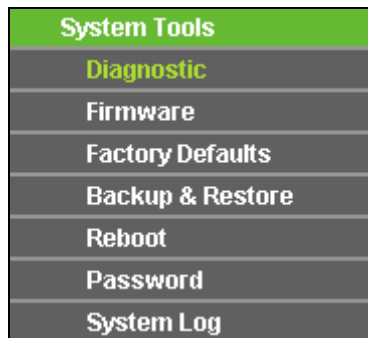 System Tools
Diagnostic
Firmware
Factory Defaults
Backup & Restore
Reboot
Password
System Log